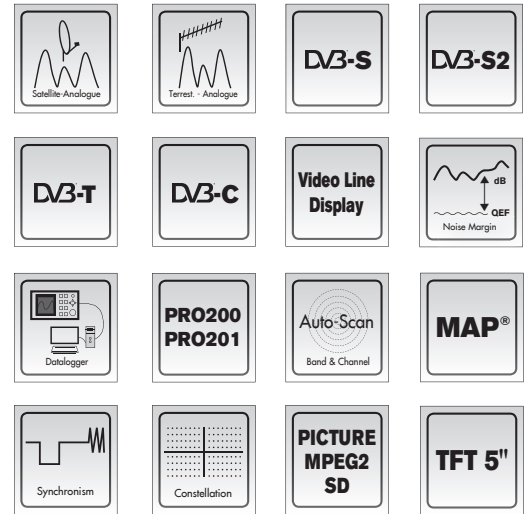 Satellite-Analogue
Terrest. - Analogue
DVB-S
DVB-S2
DVB-T
DVB-C
Video Line
Display
dB
QEF
Noise Margin
Datalogger
PRO200
PRO201
Auto-Scan
Band & Channel
MAP®
Synchronism
Constellation
PICTURE
MPEG2
SD
TFT 5"